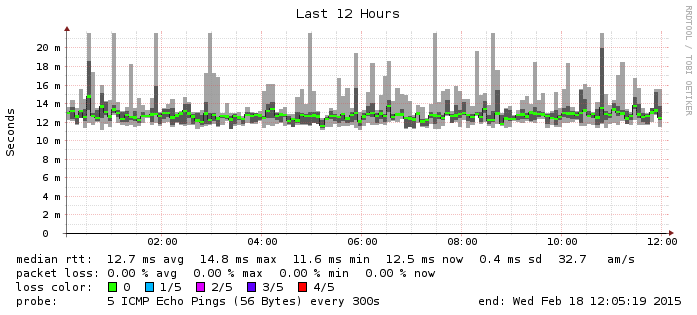 Last 12 Hours
RRDTOOL / TOBI OETIKER
Seconds
20 m
18 m
16 m
14 m
12 m
10 m
8 m
6 m
4 m
2 m
0
02:00 04:00 06:00 08:00 10:00 12:00
median rtt: 12.7 ms avg 14.8 ms max 11.6 ms min 12.5 ms now 0.4 ms sd 32.7 am/s
packet loss: 0.00 % avg 0.00 % max 0.00 % min 0.00 % now
loss color: 0 1/5 2/5 3/5 4/5
probe: 5 ICMP Echo Pings (56 Bytes) every 300s end: Wed Feb 18 12:05:19 2015